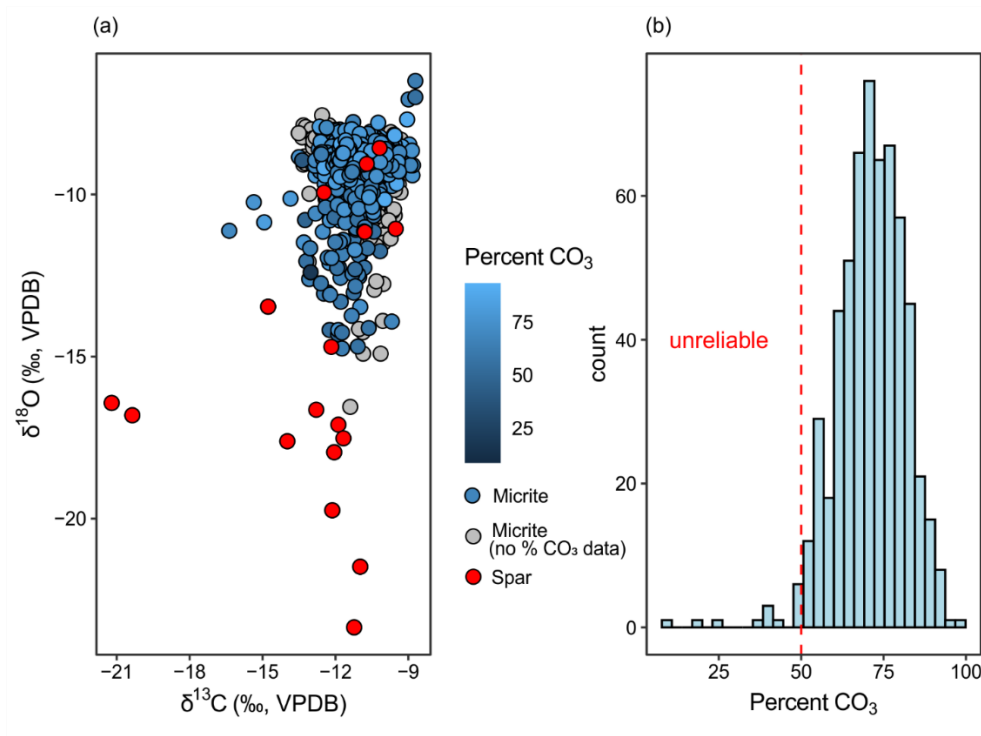 (a)
−10
−15
−20
δ¹⁸O (‰, VPDB)
−21 −18 −15 −12 −9
δ¹³C (‰, VPDB)
Percent CO₃
75
50
25
Micrite
Micrite
(no % CO₃ data)
Spar
(b)
60
40
20
0
count
unreliable
25 50 75 100
Percent CO₃